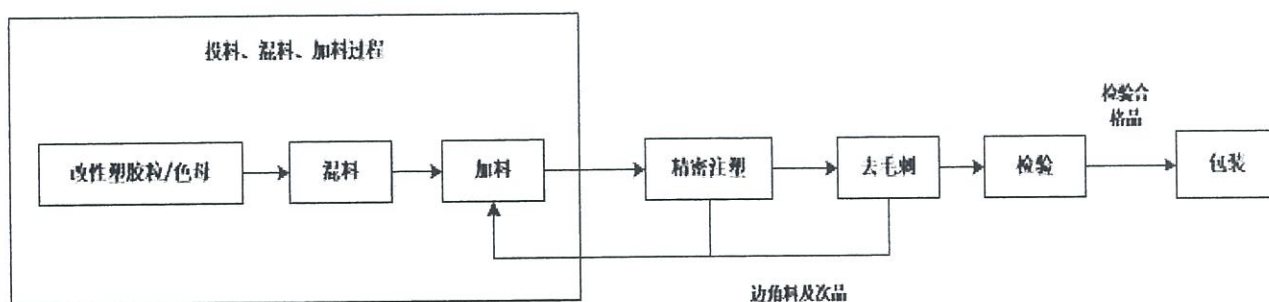 投料、混料、加料过程
检验合
格品
改性塑胶粒/色母
混料
加料
精密注塑
去毛刺
检验
包装
边角料及次品